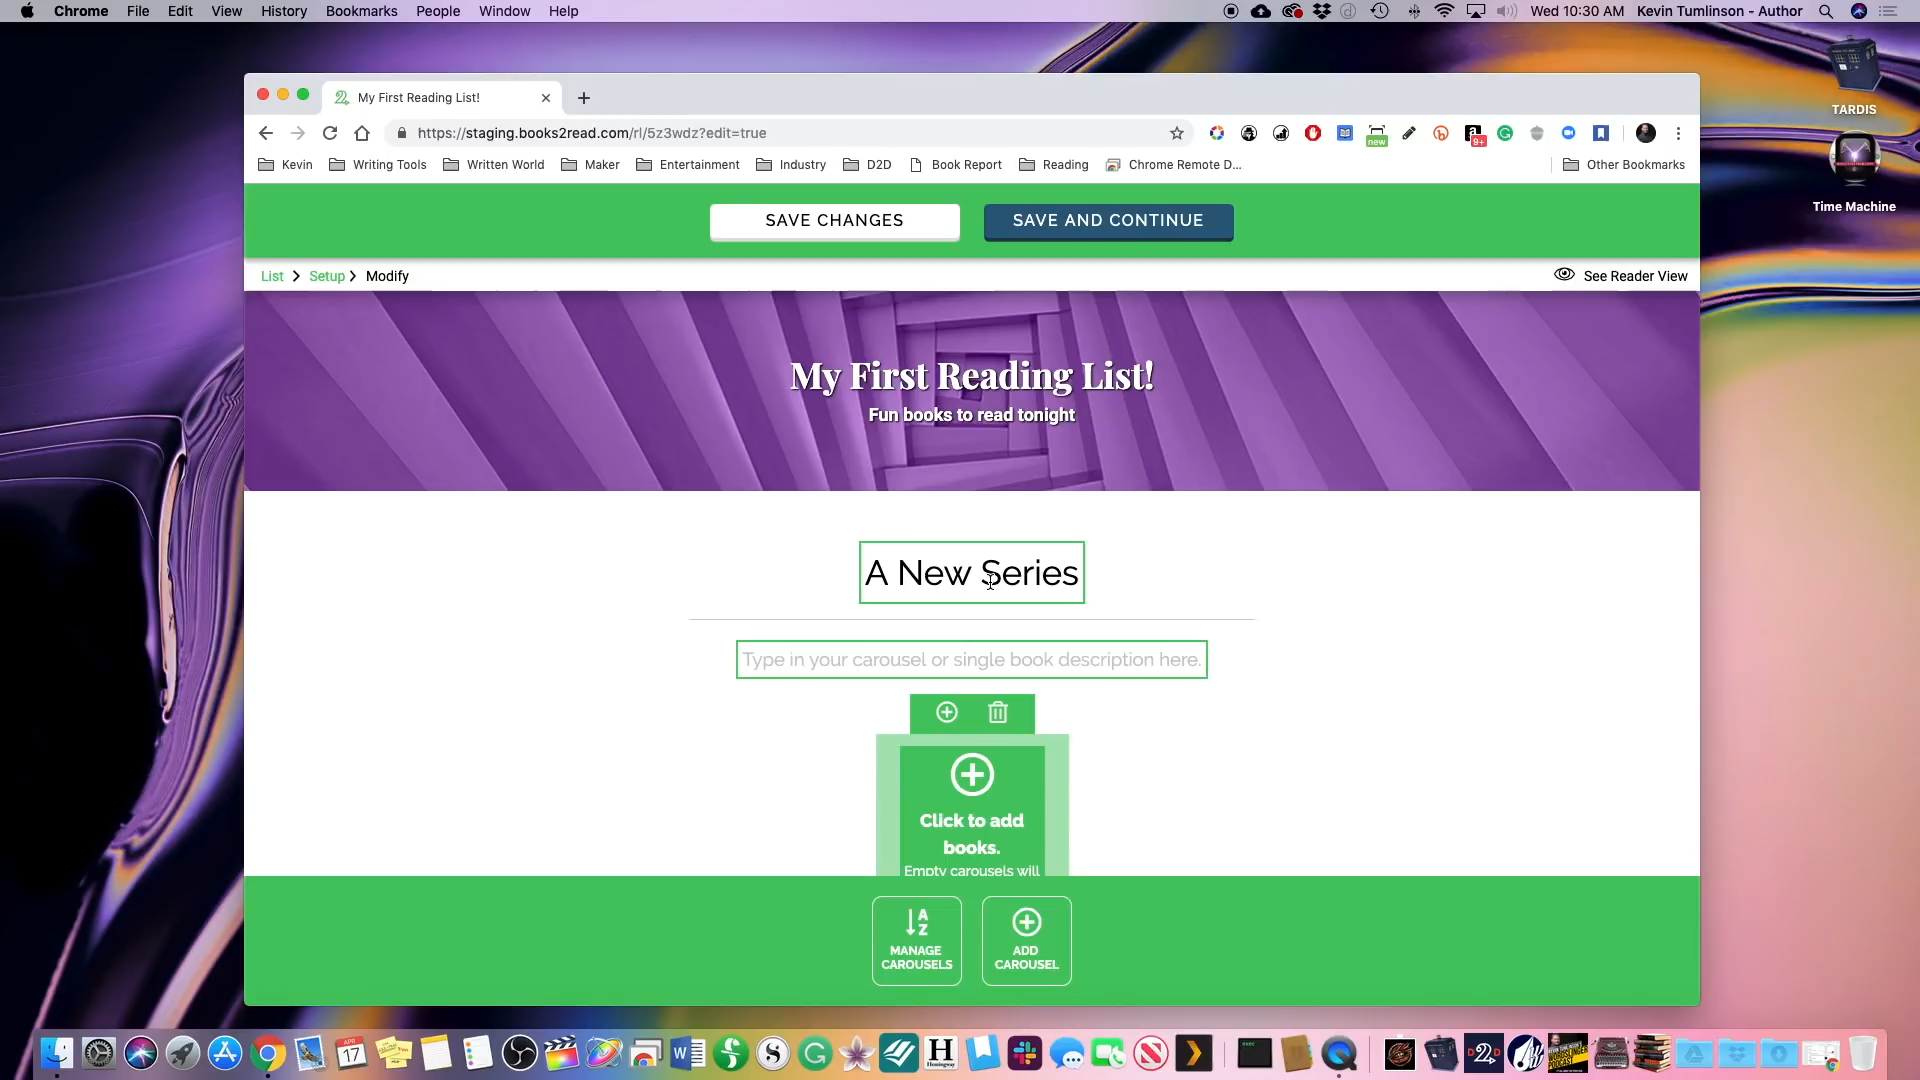 Chrome File Edit View History Bookmarks People Window Help
Wed 10:30 AM Kevin Tumlinson - Author
TARDIS
Time Machine
My First Reading List!
https://staging.books2read.com/rl/5z3wdz?edit=true
new
9+
Kevin Writing Tools Written World Maker Entertainment Industry D2D Book Report Reading Chrome Remote D... Other Bookmarks
SAVE CHANGES SAVE AND CONTINUE
List Setup Modify See Reader View
My First Reading List!
Fun books to read tonight
A New Series
Type in your carousel or single book description here.
Click to add
books.
Empty carousels will
A
Z
MANAGE
CAROUSELS
ADD
CAROUSEL
APR
17